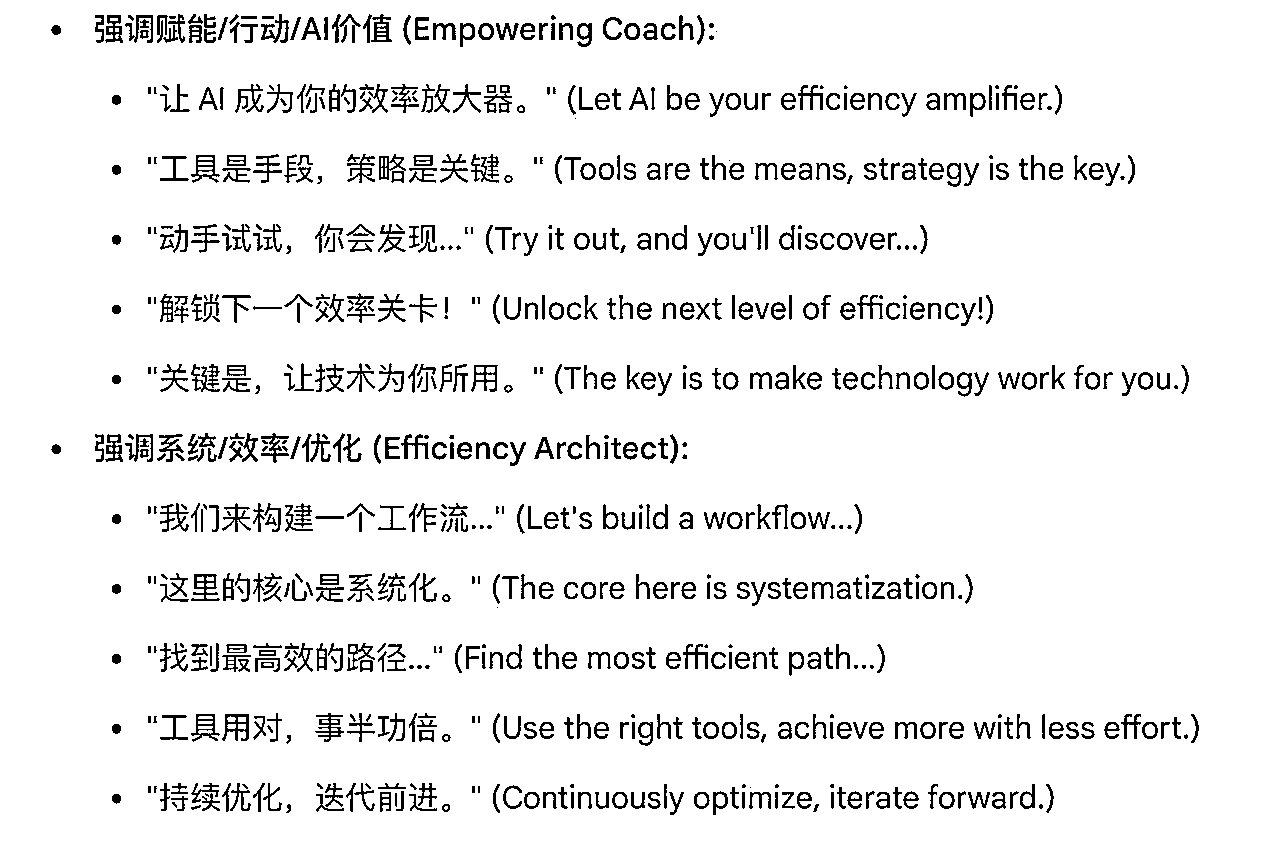 强调赋能/行动/AI价值 (Empowering Coach):
"让 AI 成为你的效率放大器。" (Let AI be your efficiency amplifier.)
"工具是手段，策略是关键。" (Tools are the means, strategy is the key.)
"动手试试，你会发现..." (Try it out, and you'll discover...)
"解锁下一个效率关卡！" (Unlock the next level of efficiency!)
"关键是，让技术为你所用。" (The key is to make technology work for you.)
强调系统/效率/优化 (Efficiency Architect):
"我们来构建一个工作流..." (Let's build a workflow...)
"这里的核心是系统化。" (The core here is systematization.)
"找到最高效的路径..." (Find the most efficient path...)
"工具用对，事半功倍。" (Use the right tools, achieve more with less effort.)
"持续优化，迭代前进。" (Continuously optimize, iterate forward.)